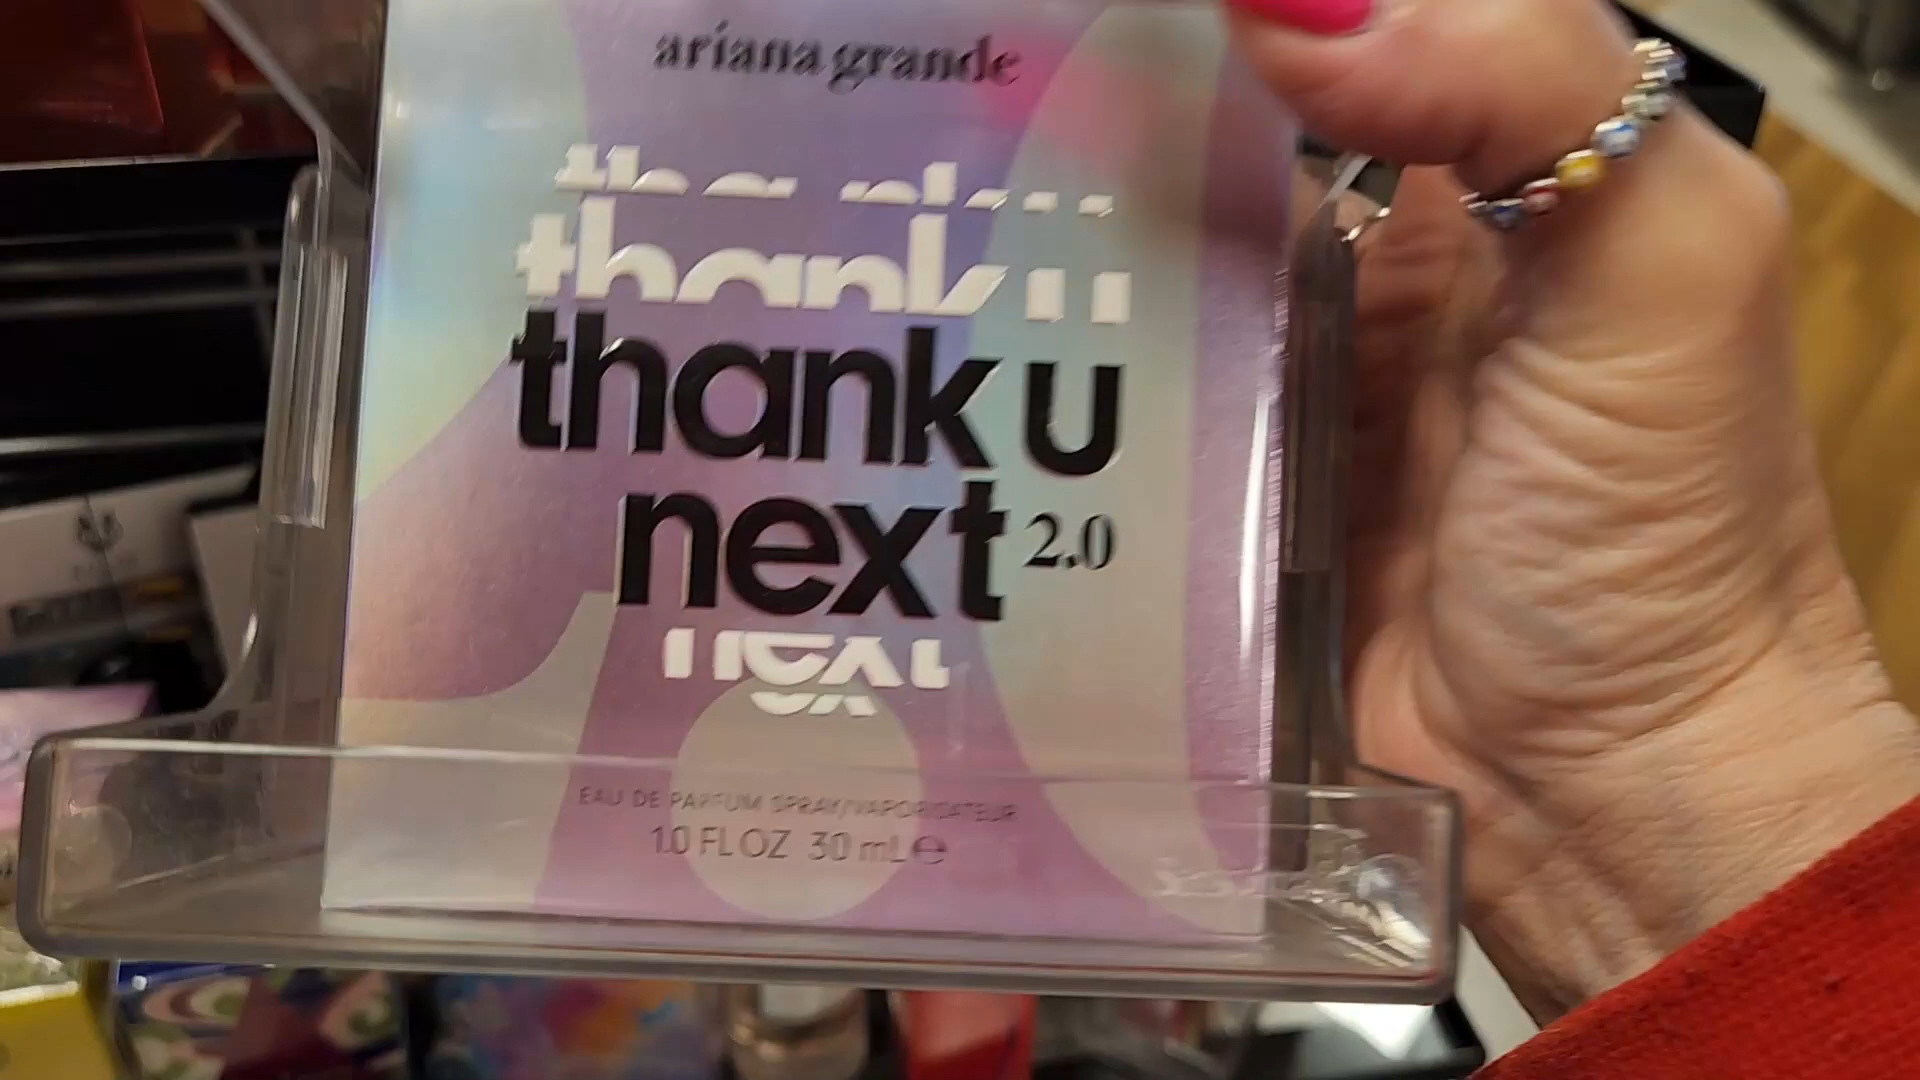 ariana grande
thank u
next 2.0
EAU DE PARFUM SPRAY/VAPORISATEUR
1.0 FL OZ 30 mL ℮